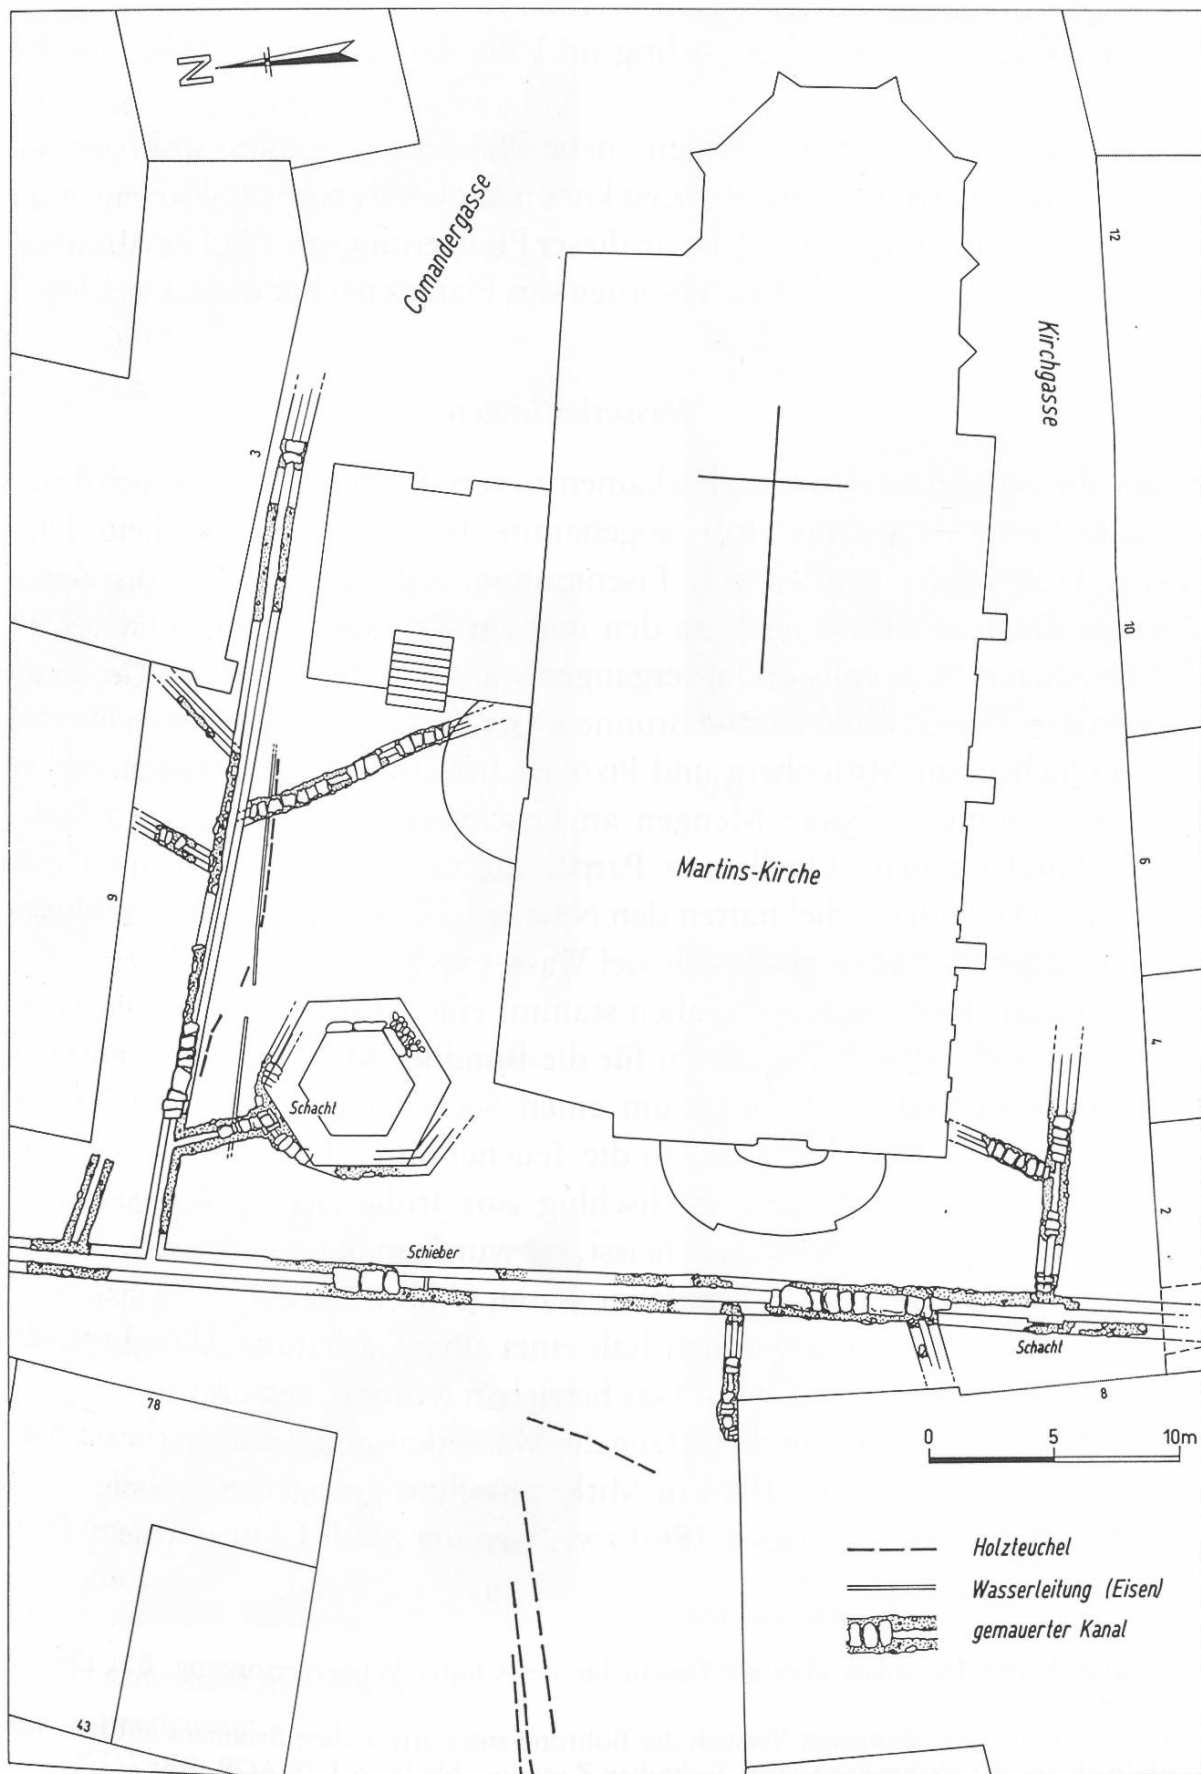 N
Comandergasse
Kirchgasse
12
3
10
Martins-Kirche
6
9
4
Schacht
2
Schieber
Schacht
78
8
0 5 10m
Holzteuchel
Wasserleitung (Eisen)
gemauerter Kanal
43